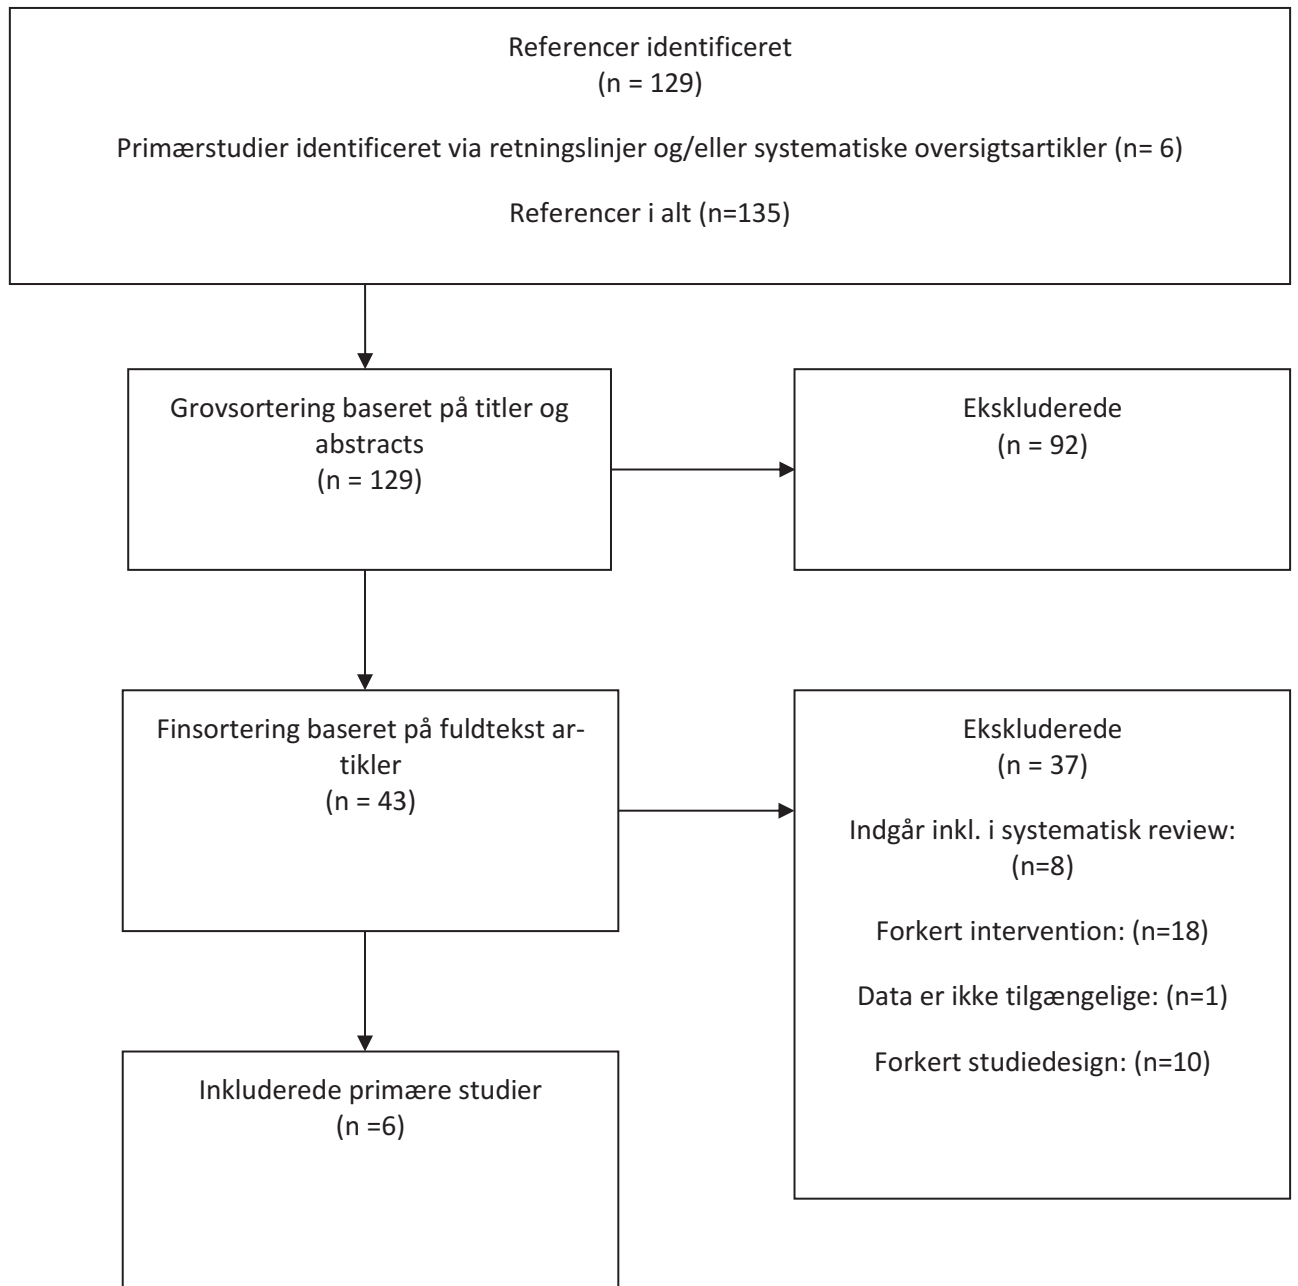 Referencer identificeret
(n = 129)
Primærstudier identificeret via retningslinjer og/eller systematiske oversigtsartikler (n= 6)
Referencer i alt (n=135)
Grovsortering baseret på titler og
abstracts
(n = 129)
Ekskluderede
(n = 92)
Finsortering baseret på fuldtekst ar-
tikler
(n = 43)
Ekskluderede
(n = 37)
Indgår inkl. i systematisk review:
(n=8)
Forkert intervention: (n=18)
Data er ikke tilgængelige: (n=1)
Forkert studiedesign: (n=10)
Inkluderede primære studier
(n =6)